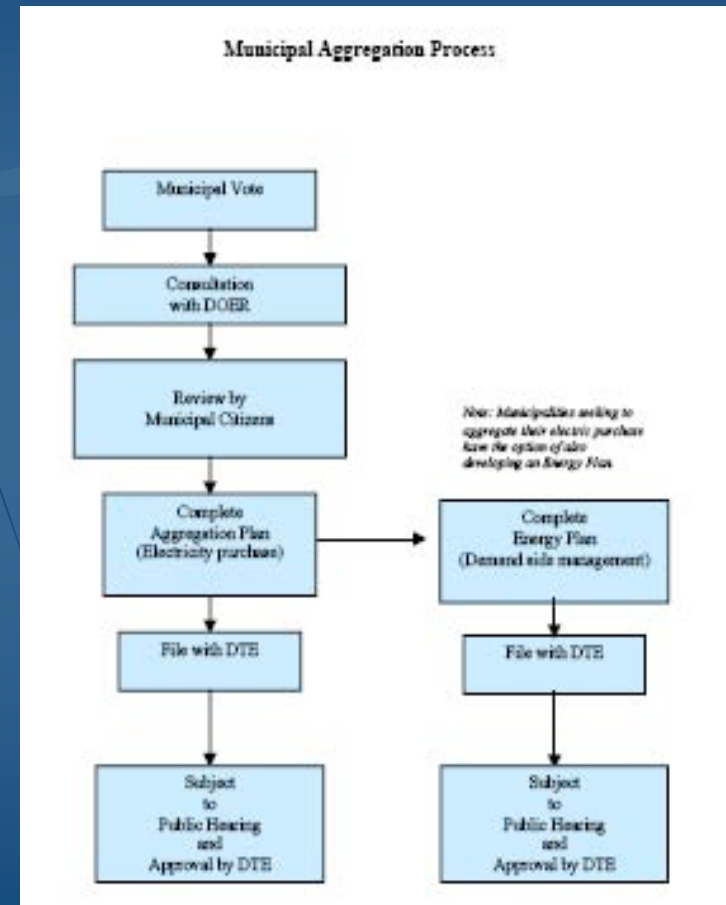 Municipal Aggregation Process
Municipal Vote
Consultation
with DOER
Review by
Municipal Citizens
Note: Municipalities seeking to
aggregate their electric purchase
have the option of also
developing an Energy Plan
Complete
Aggregation Plan
(Electricity purchase)
Complete
Energy Plan
(Demand side management)
File with DTE
File with DTE
Subject
to
Public Hearing
and
Approval by DTE
Subject
to
Public Hearing
and
Approval by DTE